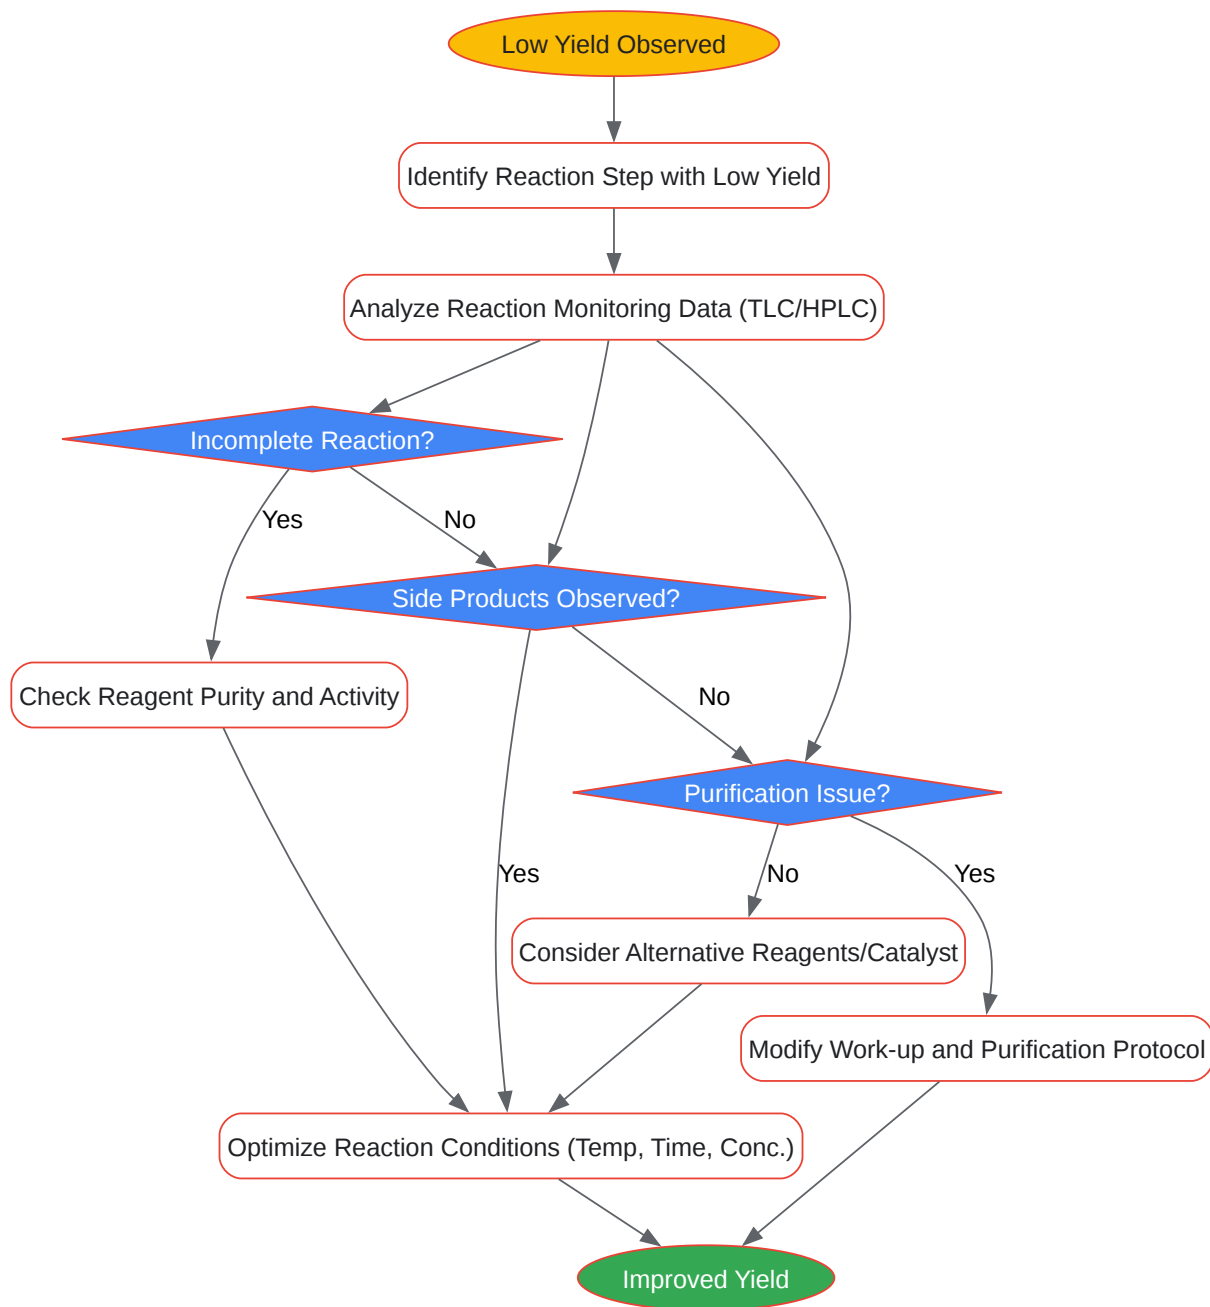 Low Yield Observed
Identify Reaction Step with Low Yield
Analyze Reaction Monitoring Data (TLC/HPLC)
Incomplete Reaction?
Yes
No
Side Products Observed?
Check Reagent Purity and Activity
No
Purification Issue?
Yes
No
Yes
Consider Alternative Reagents/Catalyst
Modify Work-up and Purification Protocol
Optimize Reaction Conditions (Temp, Time, Conc.)
Improved Yield